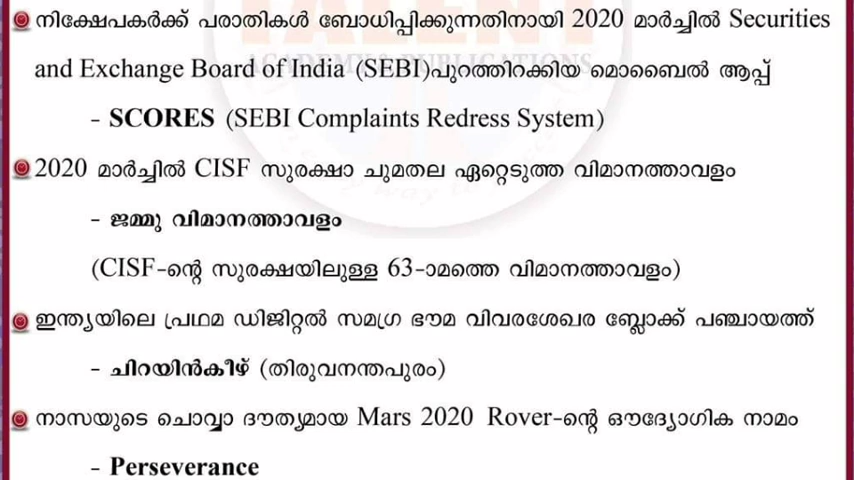 നിക്ഷേപകർക്ക് പരാതികൾ ബോധിപ്പിക്കുന്നതിനായി 2020 മാർച്ചിൽ Securities
and Exchange Board of India (SEBI)പുറത്തിറക്കിയ മൊബൈൽ ആപ്പ്
- SCORES (SEBI Complaints Redress System)
2020 മാർച്ചിൽ CISF സുരക്ഷാ ചുമതല ഏറ്റെടുത്ത വിമാനത്താവളം
- ജമ്മു വിമാനത്താവളം
(CISF-ന്റെ സുരക്ഷയിലുള്ള 63-ാമത്തെ വിമാനത്താവളം)
ഇന്ത്യയിലെ പ്രഥമ ഡിജിറ്റൽ സമഗ്ര ഭൗമ വിവരശേഖര ബ്ലോക്ക് പഞ്ചായത്ത്
- ചിറയിൻകീഴ് (തിരുവനന്തപുരം)
നാസയുടെ ചൊവ്വാ ദൗത്യമായ Mars 2020 Rover-ന്റെ ഔദ്യോഗിക നാമം
- Perseverance